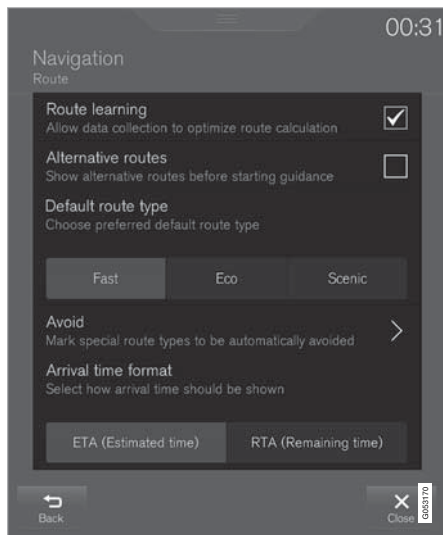 00:31
Navigation
Route
Route learning
Allow data collection to optimize route calculation
Alternative routes
Show alternative routes before starting guidance
Default route type
Choose preferred default route type
Fast Eco Scenic
Avoid
Mark special route types to be automatically avoided
Arrival time format
Select how arrival time should be shown
ETA (Estimated time) RTA (Remaining time)
Back Close
G053170